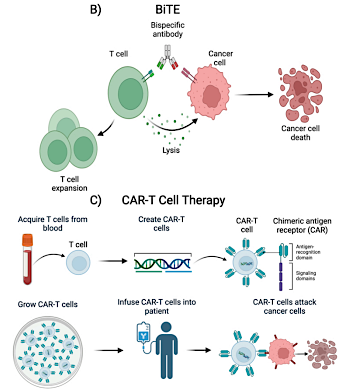 B) BiTE
Bispecific
antibody
T cell
Cancer
cell
Lysis
T cell
expansion
Cancer cell
death
C) CAR-T Cell Therapy
Acquire T cells from
blood
T cell
Create CAR-T
cells
CAR-T
cell
Chimeric antigen
receptor (CAR)
Antigen-
recognition
domain
Signaling
domains
Grow CAR-T cells
Infuse CAR-T cells into
patient
CAR-T cells attack
cancer cells